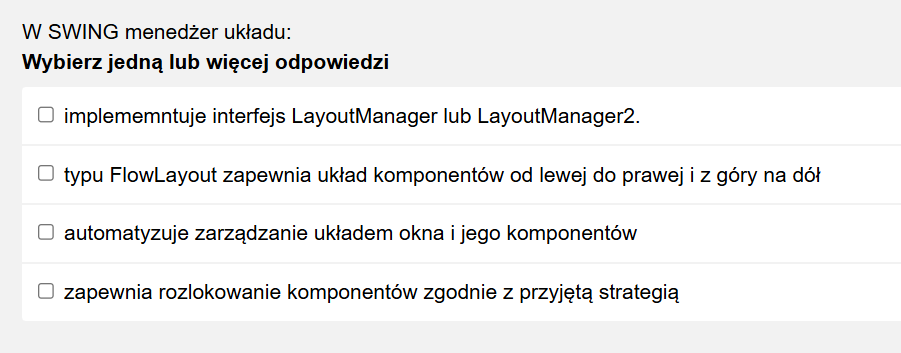 W SWING menedżer układu:
Wybierz jedną lub więcej odpowiedzi
implememntuje interfejs LayoutManager lub LayoutManager2.
typu FlowLayout zapewnia układ komponentów od lewej do prawej i z góry na dół
automatyzuje zarządzanie układem okna i jego komponentów
zapewnia rozlokowanie komponentów zgodnie z przyjętą strategią